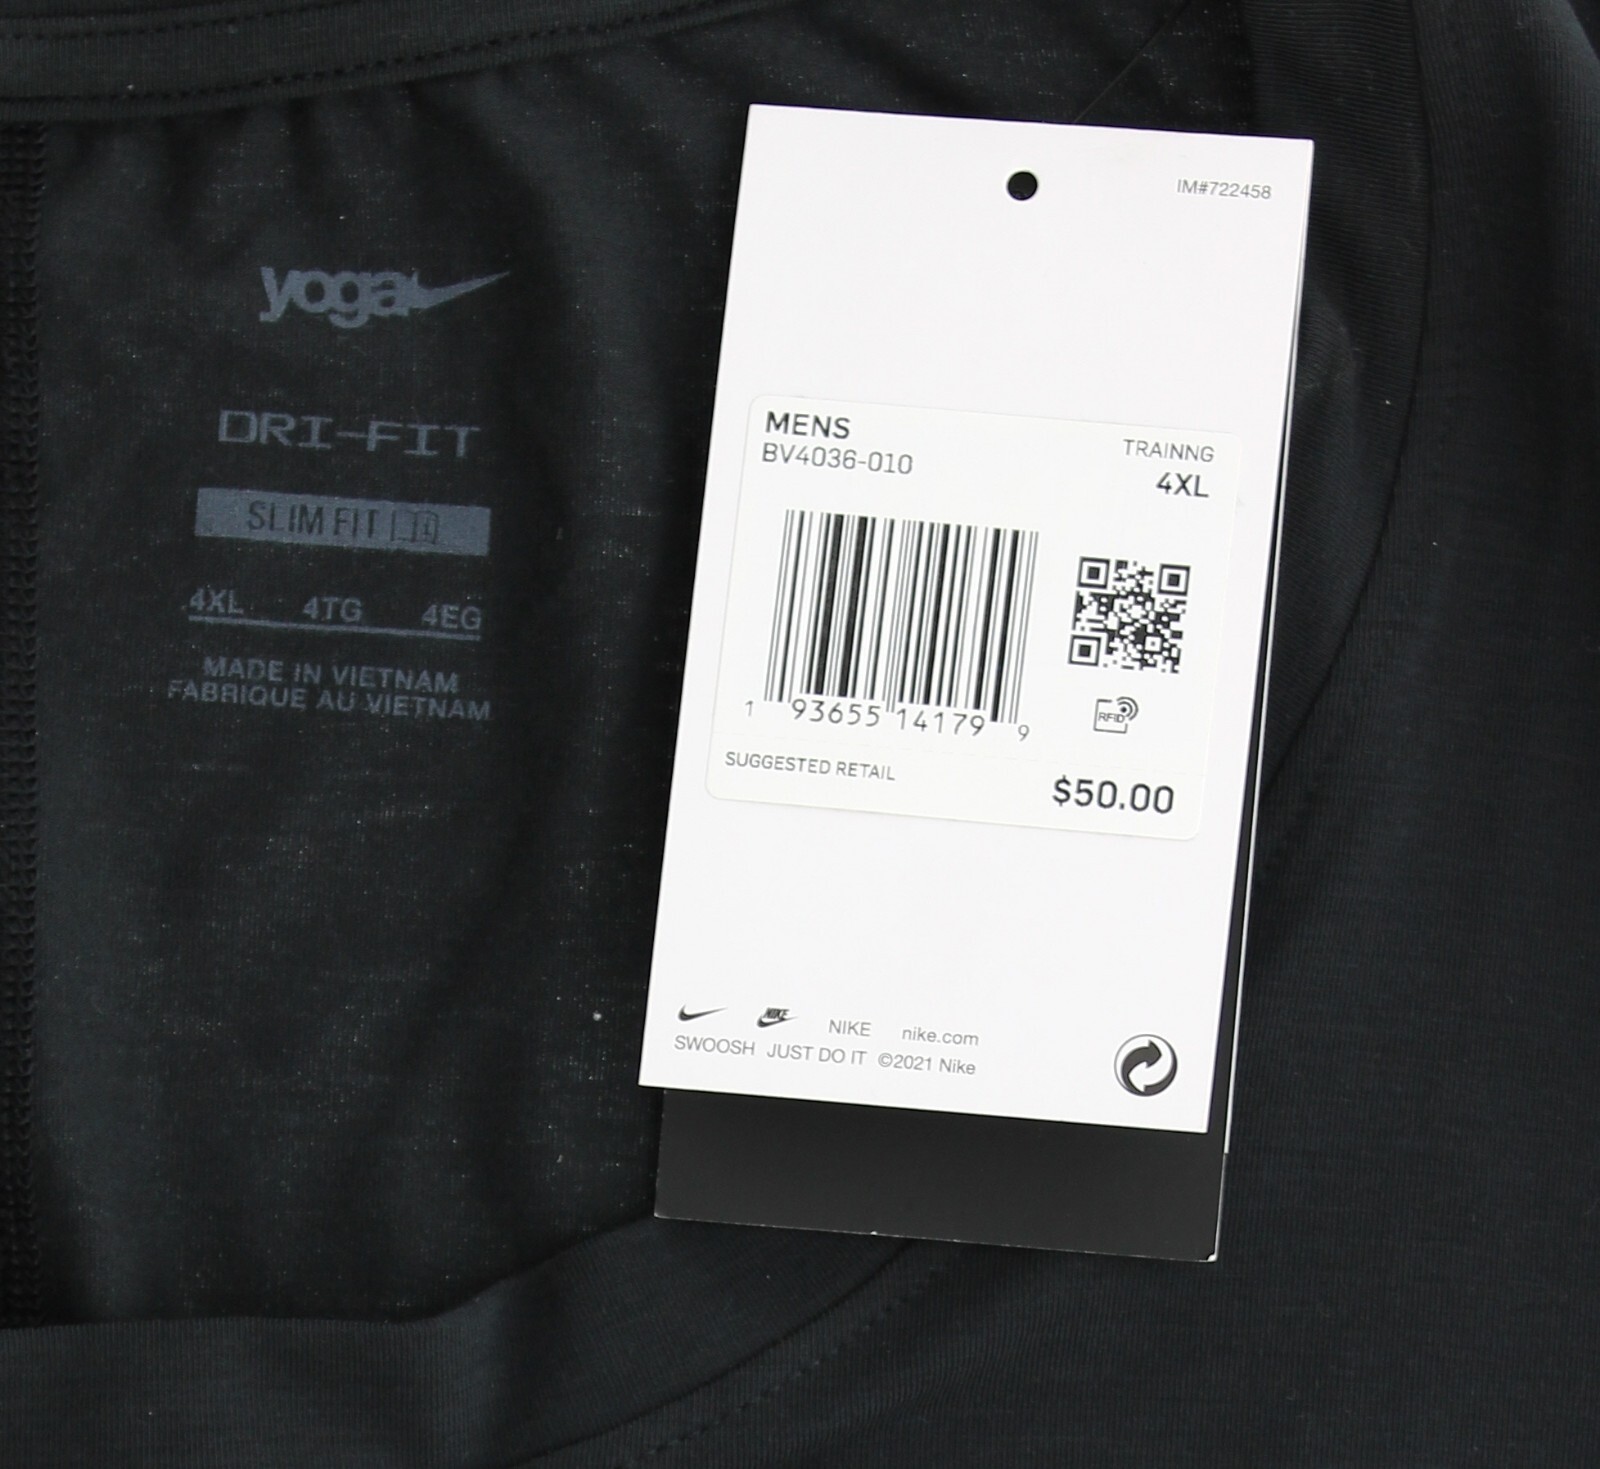 yoga
DRI-FIT
SLIM FIT
4XL 4TG 4EG
MADE IN VIETNAM
FABRIQUE AU VIETNAM
IM#722458
MENS
BV4036-010
TRAINNG
4XL
1 93655 14179 9
RFID
SUGGESTED RETAIL
$50.00
NIKE NIKE nike.com
SWOOSH JUST DO IT ©2021 Nike